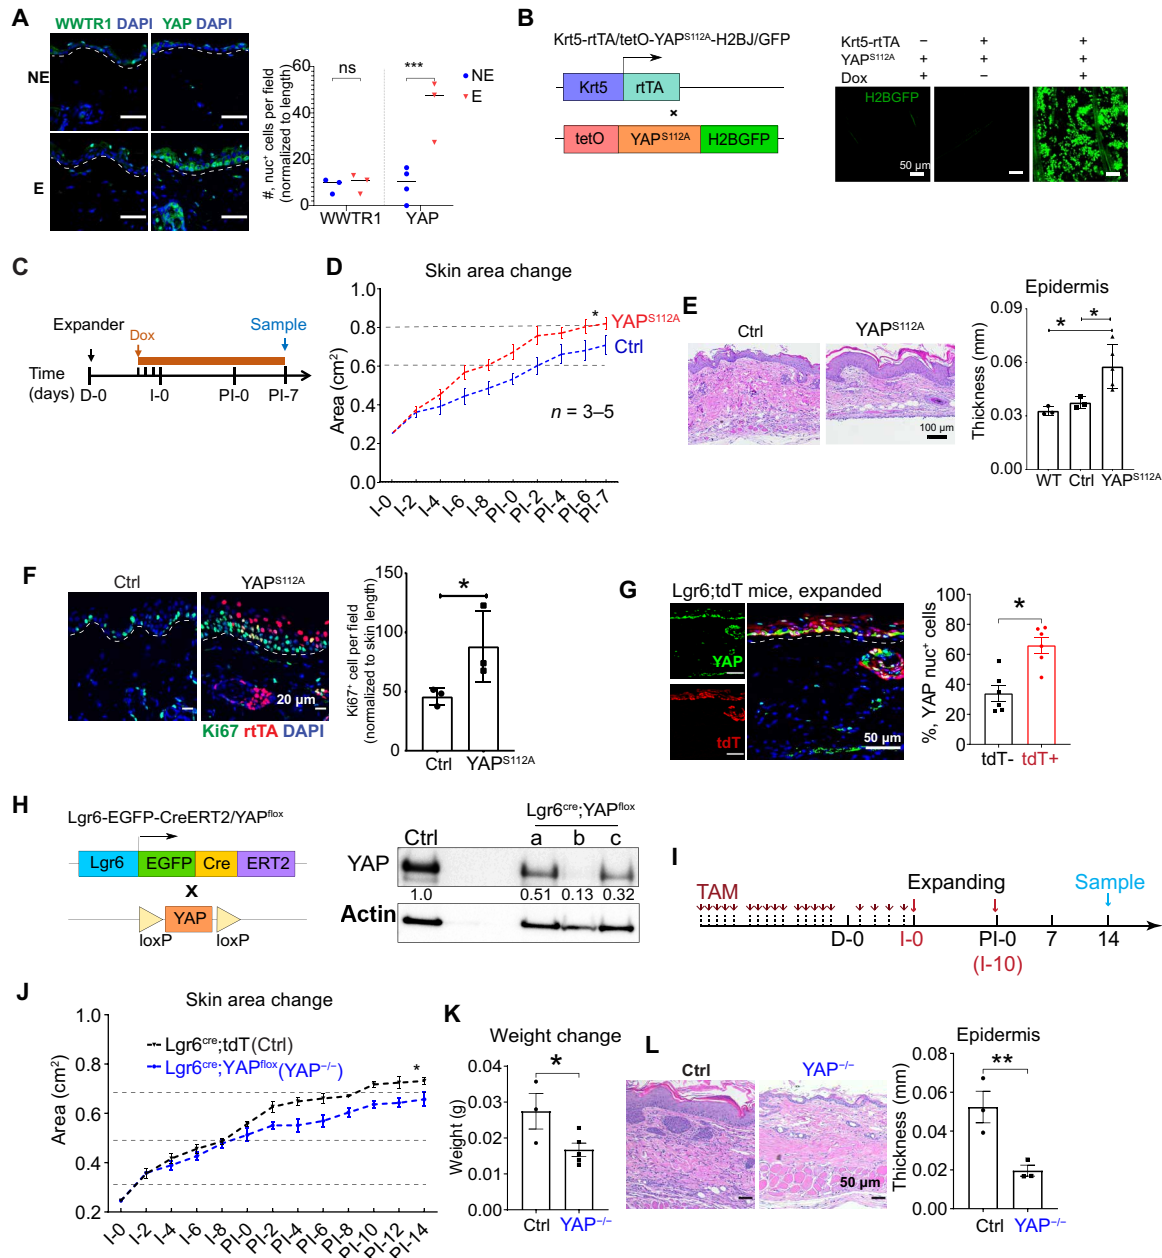 A
WWTR1 DAPI YAP DAPI
NE
E
#, nuc⁺ cells per field
(normalized to length)
60
40
20
0
ns
***
NE
E
WWTR1
YAP
B
Krt5-rtTA/tetO-YAPS112A-H2BJ/GFP
Krt5
rtTA
×
tetO
YAPS112A
H2BGFP
Krt5-rtTA − + +
YAPS112A + + +
Dox + − +
H2BGFP
50 µm
C
Expander
Dox
Sample
Time
(days)
D-0
I-0
PI-0
PI-7
D
Skin area change
Area (cm²)
1.0
0.8
0.6
0.4
0.2
0.0
*
YAPS112A
Ctrl
n = 3–5
I-0
I-2
I-4
I-6
I-8
PI-0
PI-2
PI-4
PI-6
PI-7
E
Ctrl
YAPS112A
100 µm
Epidermis
Thickness (mm)
0.09
0.06
0.03
0.00
*
*
WT
Ctrl
YAPS112A
F
Ctrl
YAPS112A
20 µm
Ki67 rtTA DAPI
Ki67⁺ cell per field
(normalized to skin length)
150
100
50
0
*
Ctrl
YAPS112A
G
Lgr6;tdT mice, expanded
YAP
tdT
50 µm
%, YAP nuc⁺ cells
100
80
60
40
20
0
*
tdT-
tdT+
H
Lgr6-EGFP-CreERT2/YAPflox
Lgr6
EGFP
Cre
ERT2
X
YAP
loxP
loxP
Lgr6cre;YAPflox
Ctrl
a
b
c
YAP
1.0
0.51
0.13
0.32
Actin
I
TAM
Expanding
Sample
D-0
I-0
PI-0
7
14
(I-10)
J
Skin area change
Area (cm²)
1.0
0.8
0.6
0.4
0.2
Lgr6cre;tdT (Ctrl)
Lgr6cre;YAPflox (YAP−/−)
*
I-0
I-2
I-4
I-6
I-8
PI-0
PI-2
PI-4
PI-6
PI-8
PI-10
PI-12
PI-14
K
Weight change
Weight (g)
0.04
0.03
0.02
0.01
0.00
*
Ctrl
YAP−/−
L
Ctrl
YAP−/−
50 µm
Epidermis
Thickness (mm)
0.08
0.06
0.04
0.02
0.00
**
Ctrl
YAP−/−